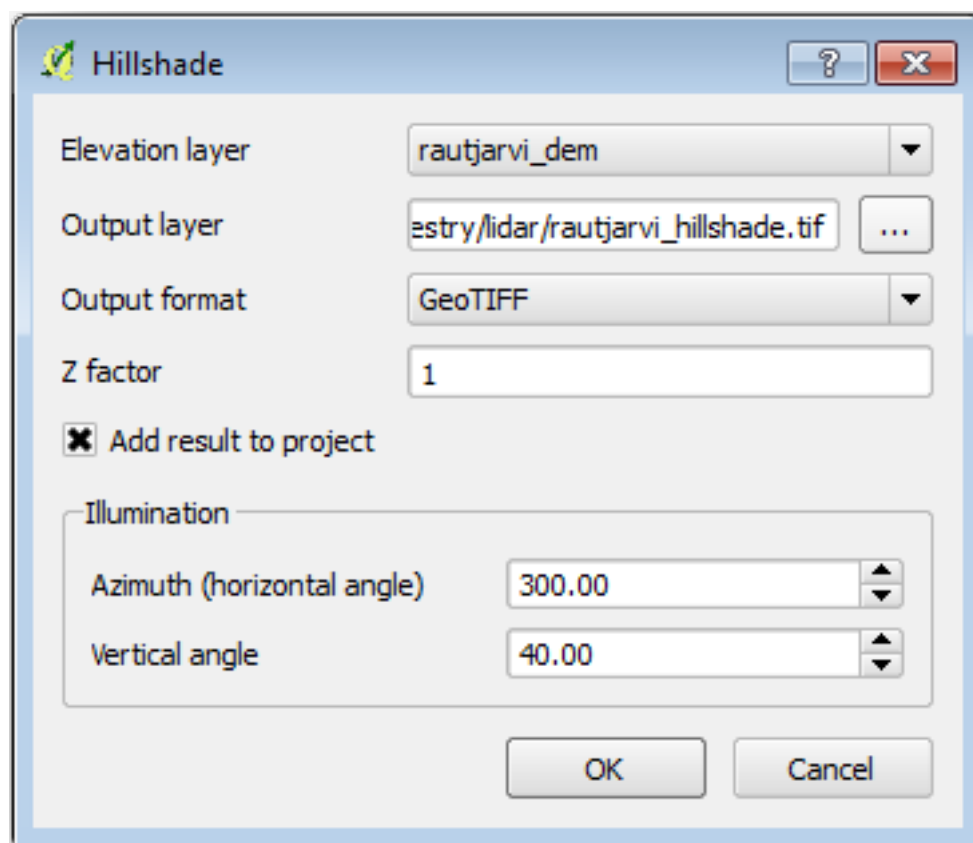 Hillshade
Elevation layer rautjarvi_dem
Output layer estry/lidar/rautjarvi_hillshade.tif ...
Output format GeoTIFF
Z factor 1
Add result to project
Illumination
Azimuth (horizontal angle) 300.00
Vertical angle 40.00
OK Cancel